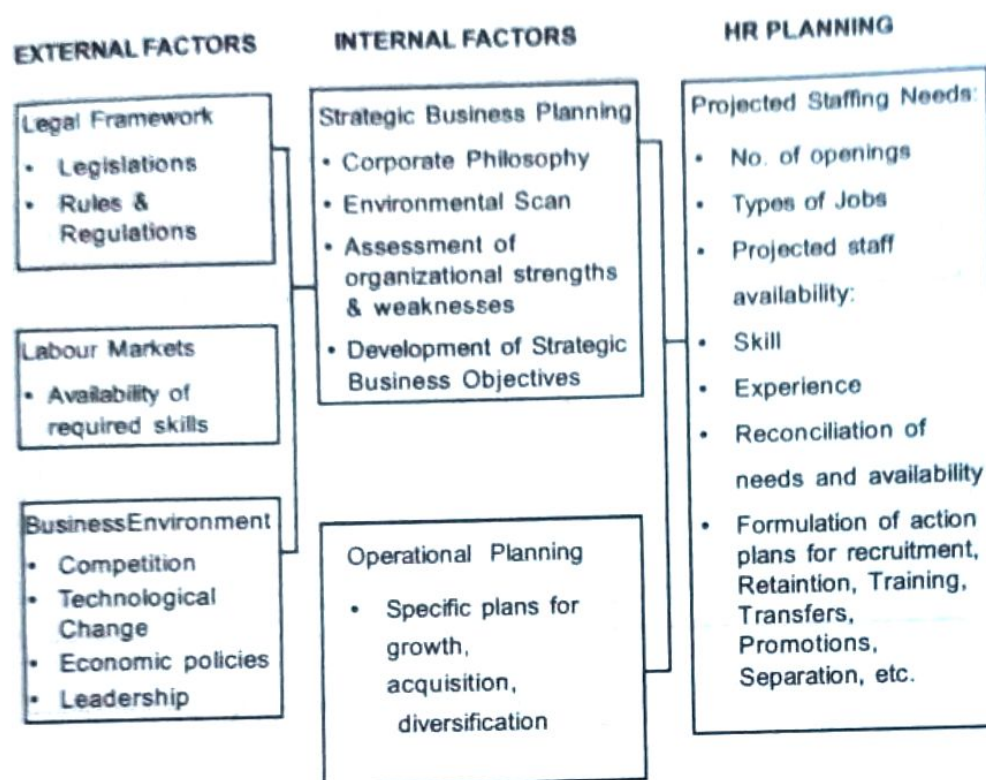 EXTERNAL FACTORS
Legal Framework
• Legislations
• Rules &
Regulations
Labour Markets
• Availability of
required skills
BusinessEnvironment
• Competition
• Technological
Change
• Economic policies
• Leadership
INTERNAL FACTORS
Strategic Business Planning
• Corporate Philosophy
• Environmental Scan
• Assessment of
organizational strengths
& weaknesses
• Development of Strategic
Business Objectives
Operational Planning
• Specific plans for
growth,
acquisition,
diversification
HR PLANNING
Projected Staffing Needs:
• No. of openings
• Types of Jobs
• Projected staff
availability:
• Skill
• Experience
• Reconciliation of
needs and availability
• Formulation of action
plans for recruitment,
Retaintion, Training,
Transfers,
Promotions,
Separation, etc.